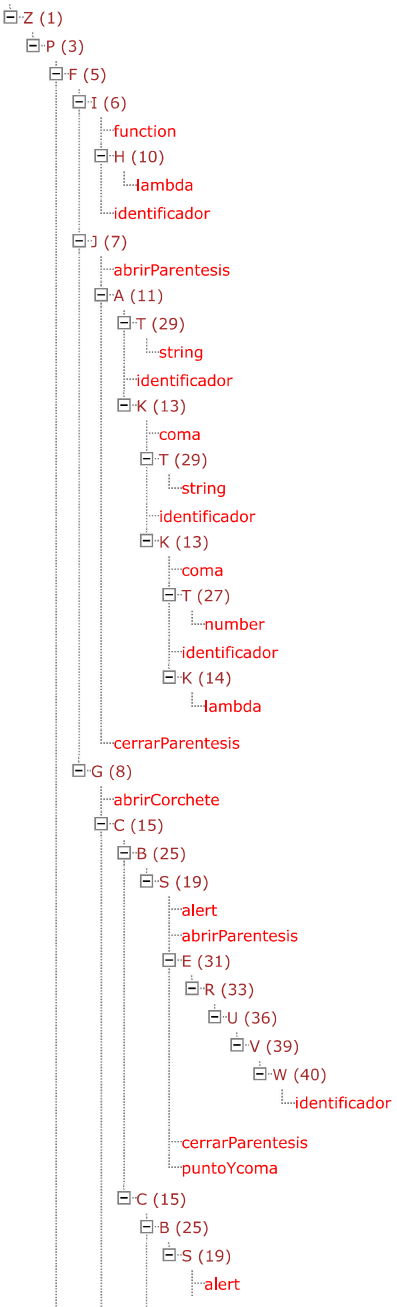 Z (1)
P (3)
F (5)
I (6)
function
H (10)
lambda
identificador
J (7)
abrirParentesis
A (11)
T (29)
string
identificador
K (13)
coma
T (29)
string
identificador
K (13)
coma
T (27)
number
identificador
K (14)
lambda
cerrarParentesis
G (8)
abrirCorchete
C (15)
B (25)
S (19)
alert
abrirParentesis
E (31)
R (33)
U (36)
V (39)
W (40)
identificador
cerrarParentesis
puntoYcoma
C (15)
B (25)
S (19)
alert